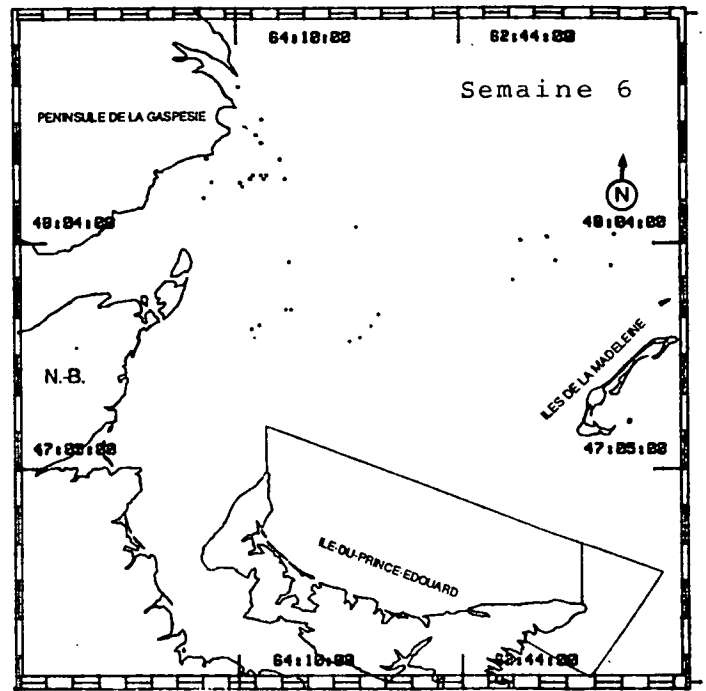 64:10:00 62:44:00
Semaine 6
PENINSULE DE LA GASPESIE
N
48:04:00 48:04:00
ILES DE LA MADELEINE
N.-B.
47:05:00 47:05:00
ILE-DU-PRINCE-EDOUARD
64:10:00 62:44:00